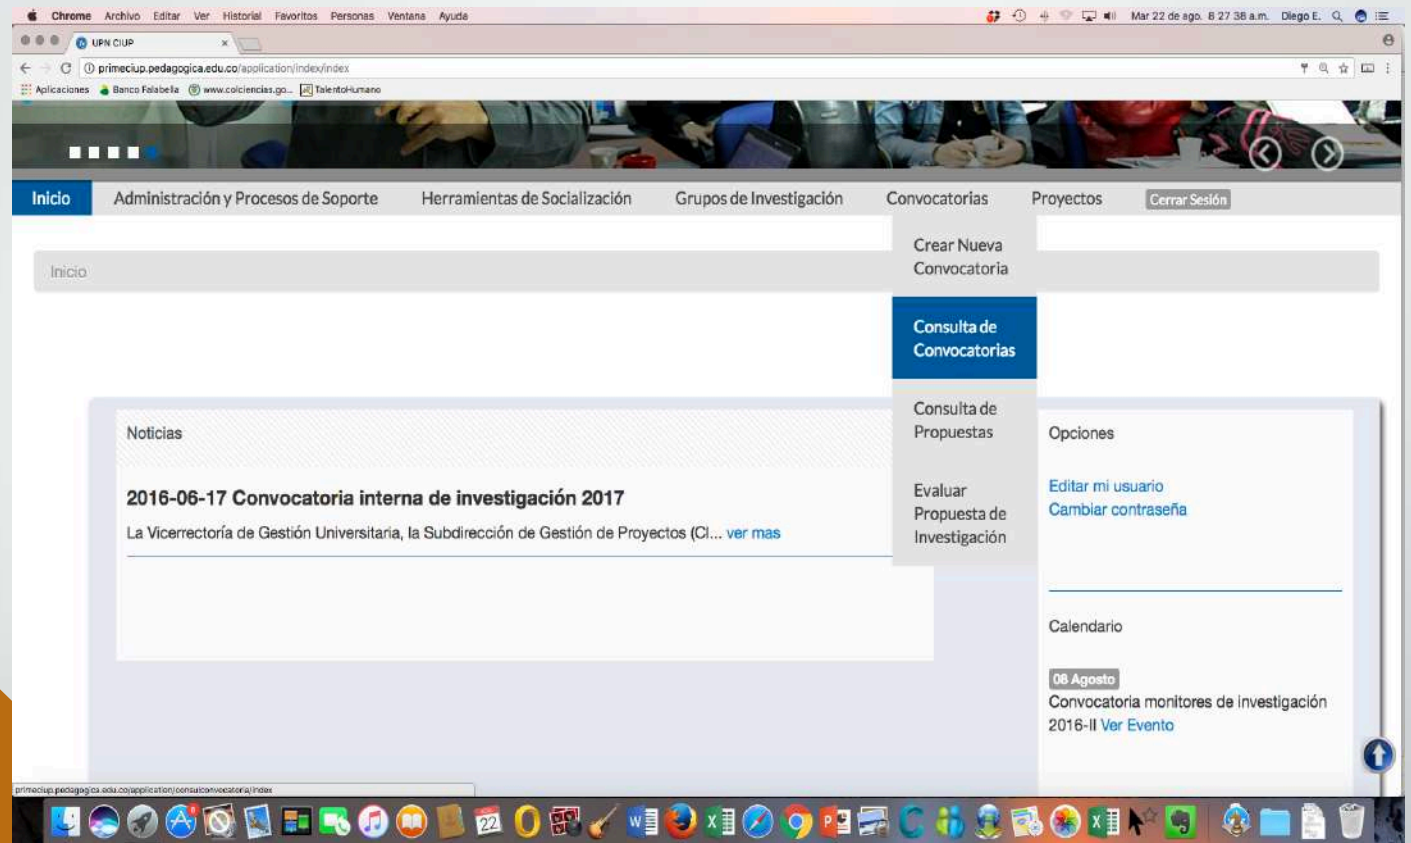 Chrome Archivo Editar Ver Historial Favoritos Personas Ventana Ayuda Mar 22 de ago. 8 27 38 a.m. Diego E.
UPN CIUP
primeciup.pedagogica.edu.co/application/index/index
Aplicaciones Banco Falabella www.colciencias.go... TalentoHumano
Inicio Administración y Procesos de Soporte Herramientas de Socialización Grupos de Investigación Convocatorias Proyectos Cerrar Sesión
Crear Nueva
Convocatoria
Inicio
Consulta de
Convocatorias
Consulta de
Propuestas
Evaluar
Propuesta de
Investigación
Noticias
2016-06-17 Convocatoria interna de investigación 2017
La Vicerrectoría de Gestión Universitaria, la Subdirección de Gestión de Proyectos (CI... ver mas
Opciones
Editar mi usuario
Cambiar contraseña
Calendario
08 Agosto
Convocatoria monitores de investigación
2016-II Ver Evento
primeciup.pedagogica.edu.co/application/consulconvocatoria/index
22